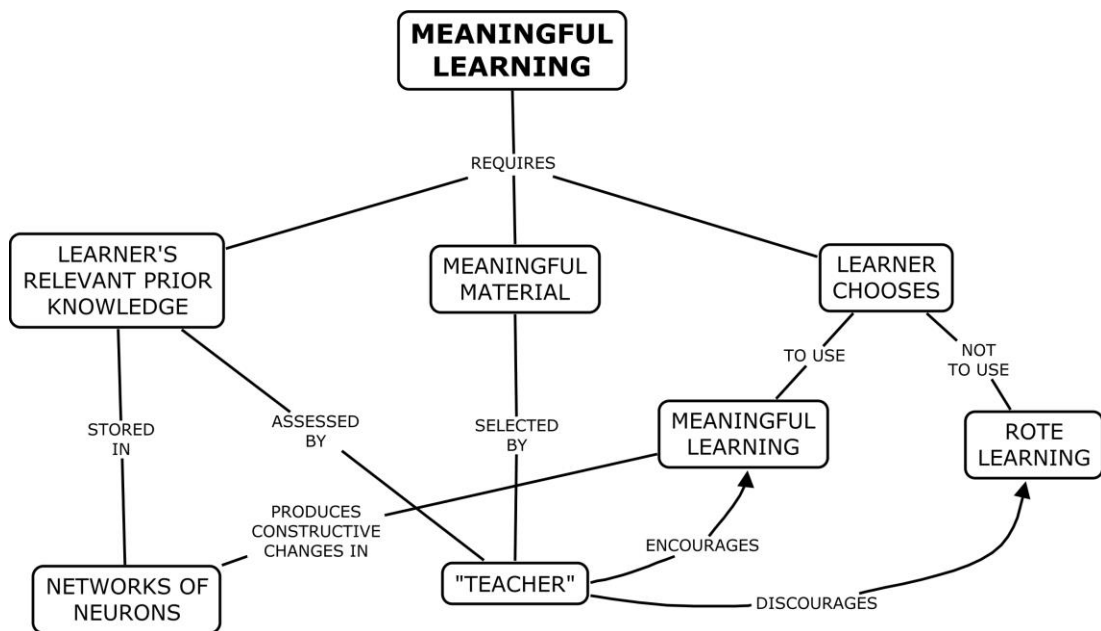 MEANINGFUL
LEARNING
REQUIRES
LEARNER'S
RELEVANT PRIOR
KNOWLEDGE
MEANINGFUL
MATERIAL
LEARNER
CHOOSES
TO USE
NOT
TO USE
STORED
IN
ASSESSED
BY
SELECTED
BY
MEANINGFUL
LEARNING
ROTE
LEARNING
PRODUCES
CONSTRUCTIVE
CHANGES IN
ENCOURAGES
NETWORKS OF
NEURONS
"TEACHER"
DISCOURAGES